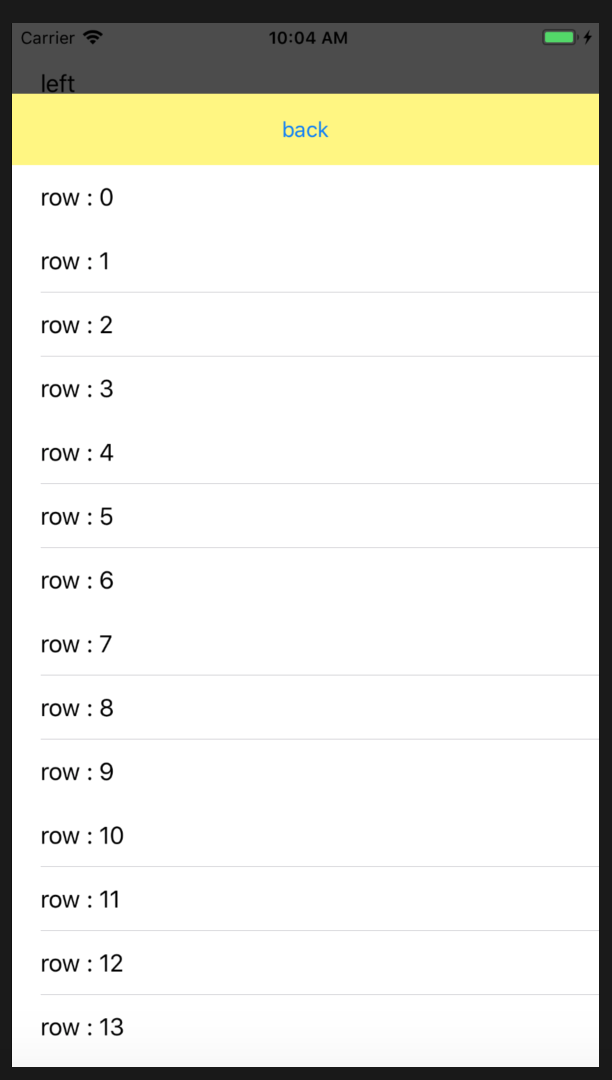 Carrier 10:04 AM
left
back
row : 0
row : 1
row : 2
row : 3
row : 4
row : 5
row : 6
row : 7
row : 8
row : 9
row : 10
row : 11
row : 12
row : 13